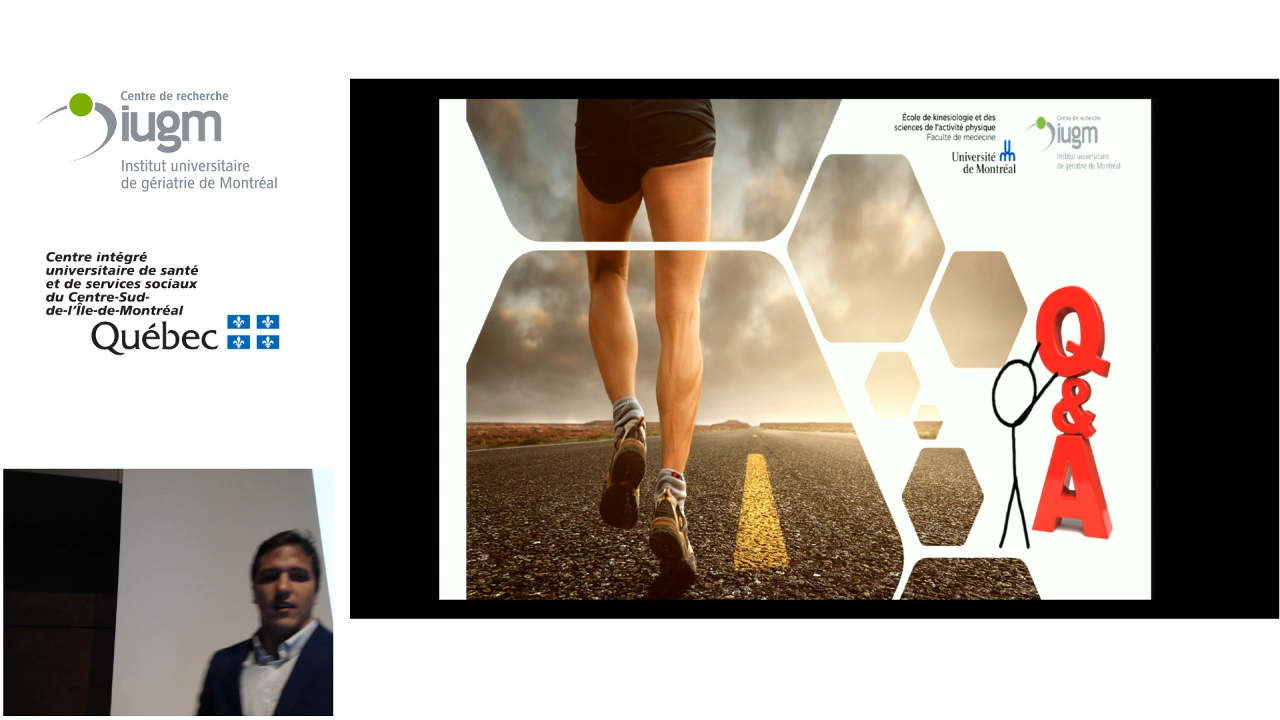 Centre de recherche
iugm
Institut universitaire
de gériatrie de Montréal
Centre intégré
universitaire de santé
et de services sociaux
du Centre-Sud-
de-l'Île-de-Montréal
Québec
École de kinésiologie et des
sciences de l'activité physique
Faculté de médecine
Université
de Montréal
Centre de recherche
iugm
Institut universitaire
de gériatrie de Montréal
Q
&
A